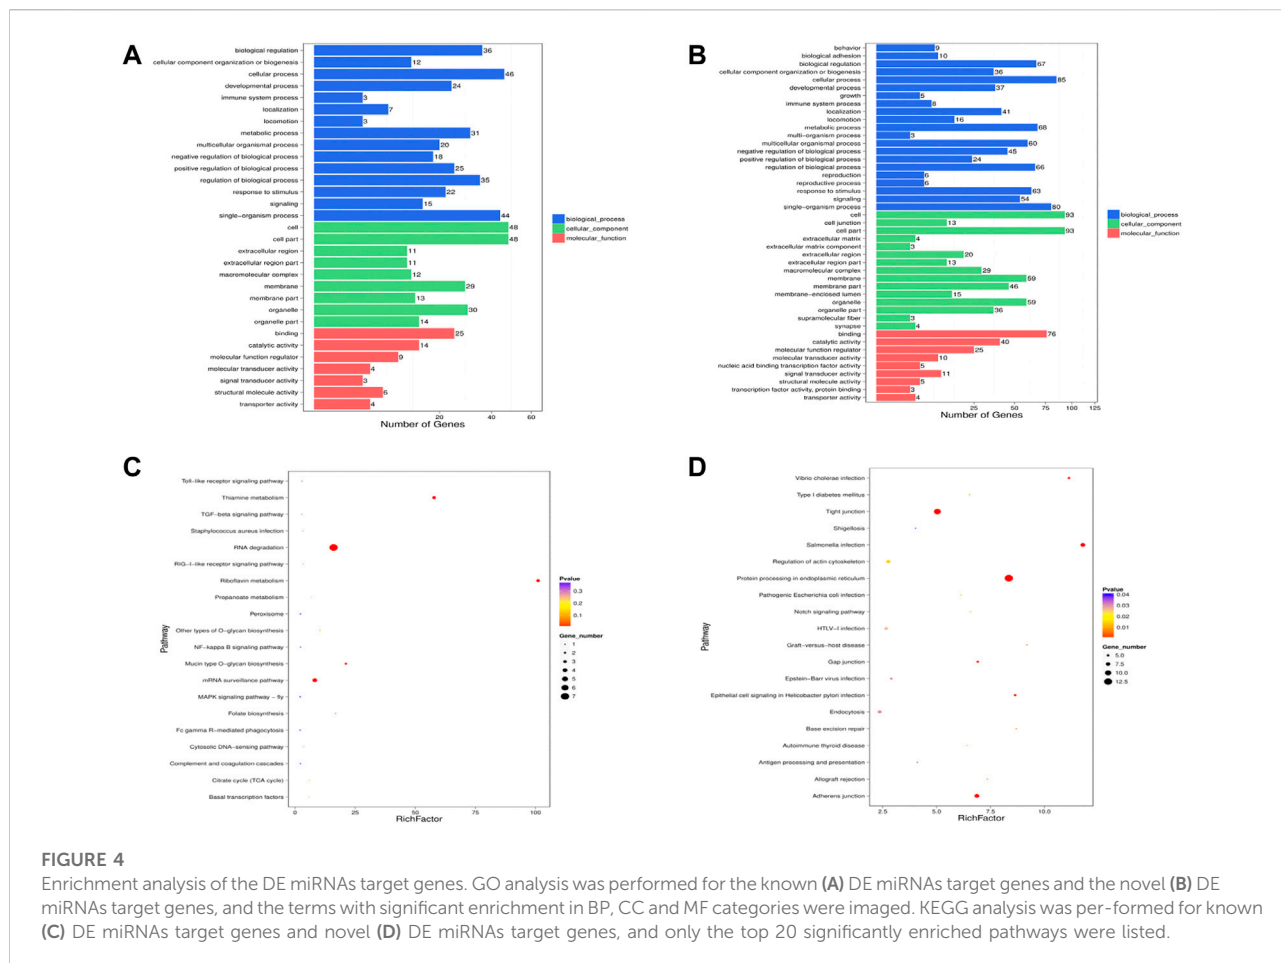 A
biological regulation 36
cellular component organization or biogenesis 12
cellular process 46
developmental process 24
immune system process 3
localization 7
locomotion 3
metabolic process 31
multicellular organismal process 20
negative regulation of biological process 18
positive regulation of biological process 25
regulation of biological process 35
response to stimulus 22
signaling 15
single-organism process 44
cell 48
cell part 48
extracellular region 11
extracellular region part 11
macromolecular complex 12
membrane 29
membrane part 13
organelle 30
organelle part 14
binding 25
catalytic activity 14
molecular function regulator 9
molecular transducer activity 4
signal transducer activity 3
structural molecule activity 6
transporter activity 4
20 40 60
Number of Genes
biological_process
cellular_component
molecular_function
B
behavior 9
biological adhesion 10
biological regulation 67
cellular component organization or biogenesis 36
cellular process 85
developmental process 37
growth 5
immune system process 8
localization 41
locomotion 16
metabolic process 68
multi-organism process 3
multicellular organismal process 60
negative regulation of biological process 45
positive regulation of biological process 24
regulation of biological process 66
reproduction 6
reproductive process 6
response to stimulus 63
signaling 54
single-organism process 80
cell 93
cell junction 13
cell part 93
extracellular matrix 4
extracellular matrix component 3
extracellular region 20
extracellular region part 13
macromolecular complex 29
membrane 59
membrane part 46
membrane-enclosed lumen 15
organelle 59
organelle part 36
supramolecular fiber 3
synapse 4
binding 76
catalytic activity 40
molecular function regulator 25
molecular transducer activity 10
nucleic acid binding transcription factor activity 5
signal transducer activity 11
structural molecule activity 5
transcription factor activity, protein binding 3
transporter activity 4
25 50 75 100 125
Number of Genes
biological_process
cellular_component
molecular_function
C
Pathway
Toll-like receptor signaling pathway
Thiamine metabolism
TGF-beta signaling pathway
Staphylococcus aureus infection
RNA degradation
RIG-I-like receptor signaling pathway
Riboflavin metabolism
Propanoate metabolism
Peroxisome
Other types of O-glycan biosynthesis
NF-kappa B signaling pathway
Mucin type O-glycan biosynthesis
mRNA surveillance pathway
MAPK signaling pathway - fly
Folate biosynthesis
Fc gamma R-mediated phagocytosis
Cytosolic DNA-sensing pathway
Complement and coagulation cascades
Citrate cycle (TCA cycle)
Basal transcription factors
0 25 50 75 100
RichFactor
Pvalue
0.3
0.2
0.1
Gene_number
1
2
3
4
5
6
7
D
Pathway
Vibrio cholerae infection
Type I diabetes mellitus
Tight junction
Shigellosis
Salmonella infection
Regulation of actin cytoskeleton
Protein processing in endoplasmic reticulum
Pathogenic Escherichia coli infection
Notch signaling pathway
HTLV-I infection
Graft-versus-host disease
Gap junction
Epstein-Barr virus infection
Epithelial cell signaling in Helicobacter pylori infection
Endocytosis
Base excision repair
Autoimmune thyroid disease
Antigen processing and presentation
Allograft rejection
Adherens junction
2.5 5.0 7.5 10.0
RichFactor
Pvalue
0.04
0.03
0.02
0.01
Gene_number
5.0
7.5
10.0
12.5
FIGURE 4
Enrichment analysis of the DE miRNAs target genes. GO analysis was performed for the known (A) DE miRNAs target genes and the novel (B) DE
miRNAs target genes, and the terms with significant enrichment in BP, CC and MF categories were imaged. KEGG analysis was per-formed for known
(C) DE miRNAs target genes and novel (D) DE miRNAs target genes, and only the top 20 significantly enriched pathways were listed.